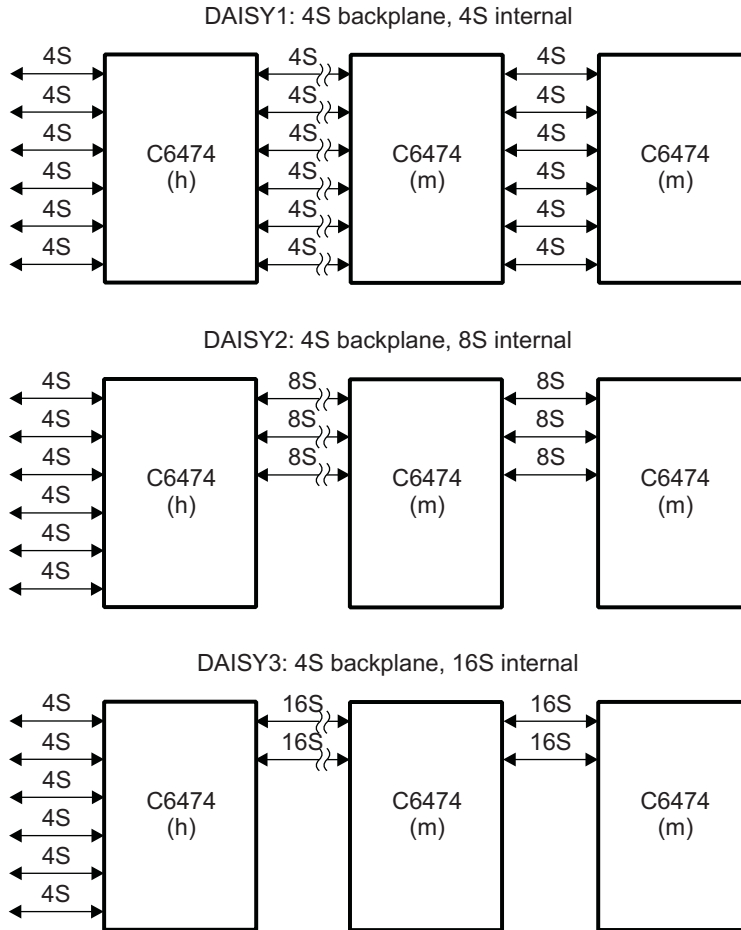 DAISY1: 4S backplane, 4S internal
4S 4S 4S
4S 4S 4S
4S 4S 4S
C6474 C6474 C6474
(h) (m) (m)
4S 4S 4S
4S 4S 4S
4S 4S 4S
DAISY2: 4S backplane, 8S internal
4S 8S 8S
4S 8S 8S
4S 8S 8S
C6474 C6474 C6474
(h) (m) (m)
4S
4S
4S
DAISY3: 4S backplane, 16S internal
4S 16S 16S
4S 16S 16S
4S
C6474 C6474 C6474
(h) (m) (m)
4S
4S
4S